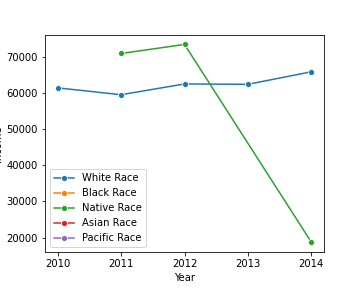 70000
60000
50000
40000
30000
20000
White Race
Black Race
Native Race
Asian Race
Pacific Race
2010 2011 2012 2013 2014
Year